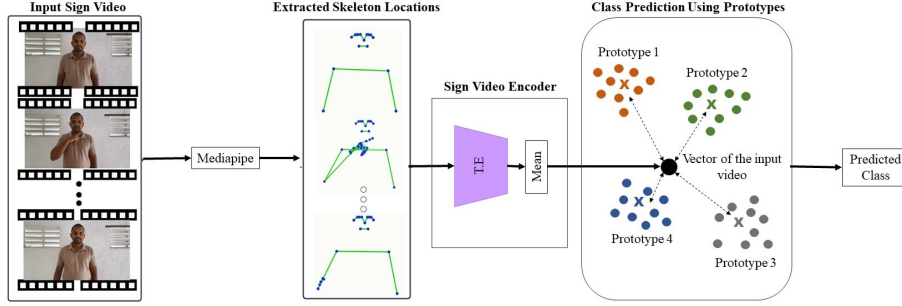 Input Sign Video
Extracted Skeleton Locations
Class Prediction Using Prototypes
Mediapipe
Sign Video Encoder
T.E
Mean
Prototype 1
Prototype 2
X
X
Vector of the input
video
X
X
Prototype 4
Prototype 3
Predicted
Class